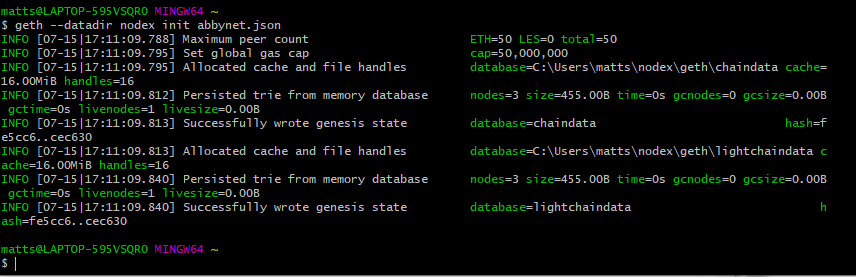 matts@LAPTOP-595VSQRO MINGW64 ~
$ geth --datadir nodex init abbynet.json
INFO [07-15|17:11:09.788] Maximum peer count                       ETH=50 LES=0 total=50
INFO [07-15|17:11:09.795] Set global gas cap                       cap=50,000,000
INFO [07-15|17:11:09.795] Allocated cache and file handles         database=C:\Users\matts\nodex\geth\chaindata cache=
16.00MiB handles=16
INFO [07-15|17:11:09.812] Persisted trie from memory database      nodes=3 size=455.00B time=0s gcnodes=0 gcsize=0.00B
 gctime=0s livenodes=1 livesize=0.00B
INFO [07-15|17:11:09.813] Successfully wrote genesis state         database=chaindata                           hash=f
e5cc6..cec630
INFO [07-15|17:11:09.813] Allocated cache and file handles         database=C:\Users\matts\nodex\geth\lightchaindata c
ache=16.00MiB handles=16
INFO [07-15|17:11:09.840] Persisted trie from memory database      nodes=3 size=455.00B time=0s gcnodes=0 gcsize=0.00B
 gctime=0s livenodes=1 livesize=0.00B
INFO [07-15|17:11:09.840] Successfully wrote genesis state         database=lightchaindata                           h
ash=fe5cc6..cec630
matts@LAPTOP-595VSQRO MINGW64 ~
$